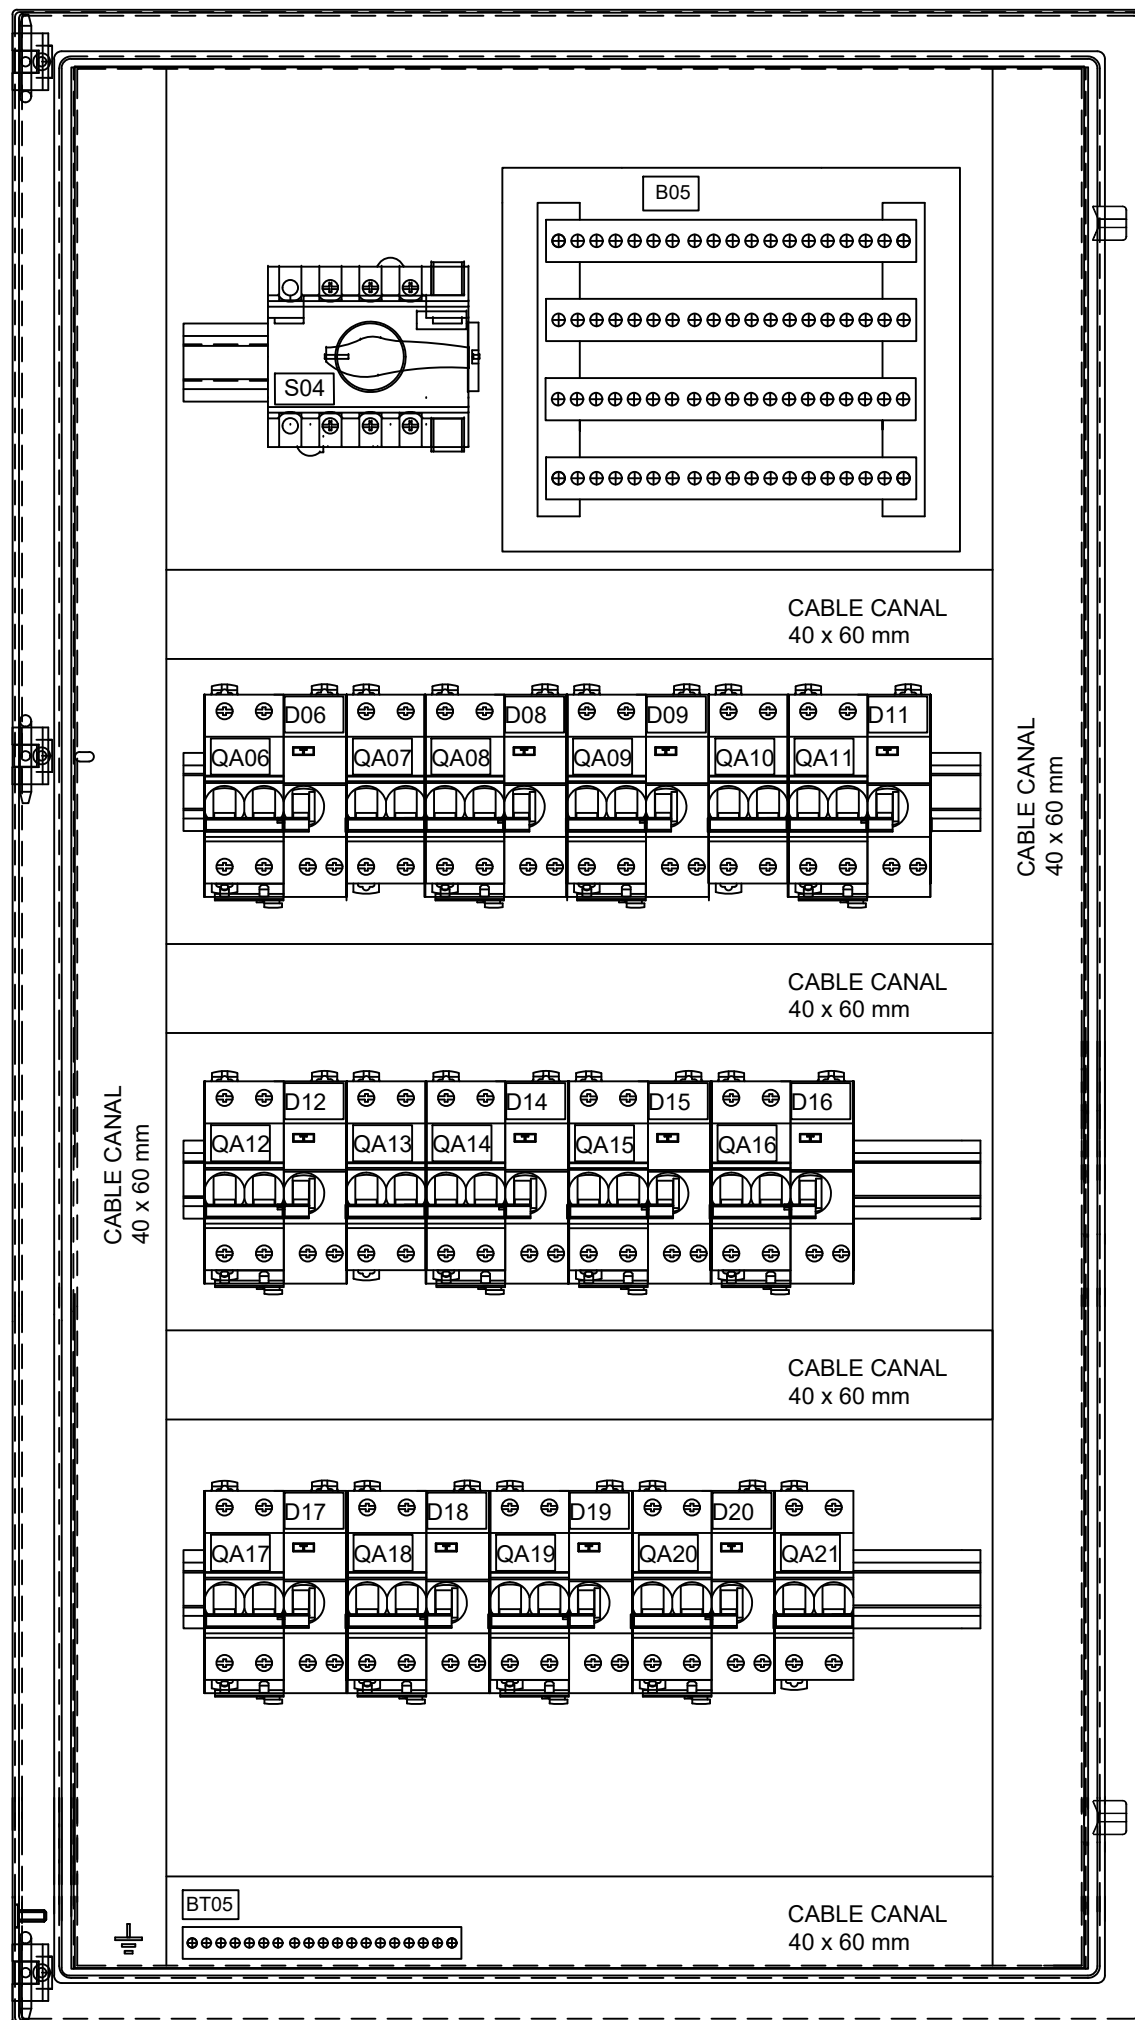 B05
S04
CABLE CANAL
40 x 60 mm
D06
D08
D09
D11
QA06
QA07
QA08
QA09
QA10
QA11
CABLE CANAL
40 x 60 mm
CABLE CANAL
40 x 60 mm
CABLE CANAL
40 x 60 mm
D12
D14
D15
D16
QA12
QA13
QA14
QA15
QA16
CABLE CANAL
40 x 60 mm
D17
D18
D19
D20
QA17
QA18
QA19
QA20
QA21
BT05
CABLE CANAL
40 x 60 mm